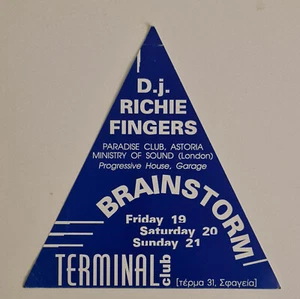 D.j.
RICHIE
FINGERS
PARADISE CLUB, ASTORIA
MINISTRY OF SOUND (London)
Progressive House, Garage
BRAINSTORM
Friday 19
Saturday 20
Sunday 21
TERMINAL club
[τέρμα 31, Σφαγεία]